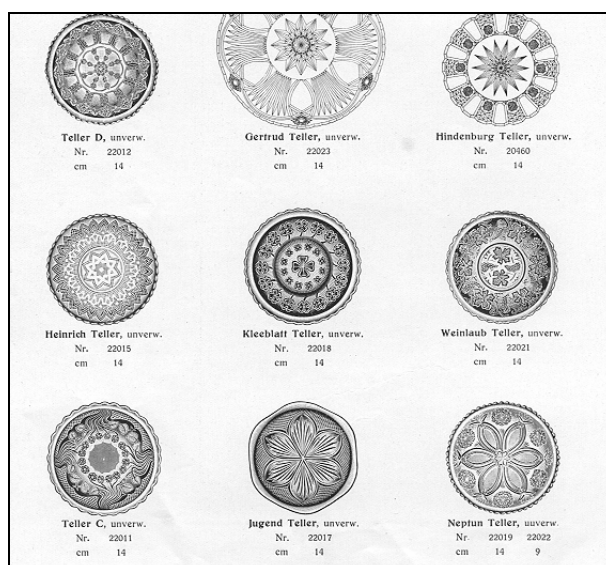 Teller D, unverw.
Nr. 22012
cm 14
Gertrud Teller, unverw.
Nr. 22023
cm 14
Hindenburg Teller, unverw.
Nr. 20460
cm 14
Heinrich Teller, unverw.
Nr. 22015
cm 14
Kleeblatt Teller, unverw.
Nr. 22018
cm 14
Weinlaub Teller, unverw.
Nr. 22021
cm 14
Teller C, unverw.
Nr. 22011
cm 14
Jugend Teller, unverw.
Nr. 22017
cm 14
Neptun Teller, uuverw.
Nr. 22019 22022
cm 14 9